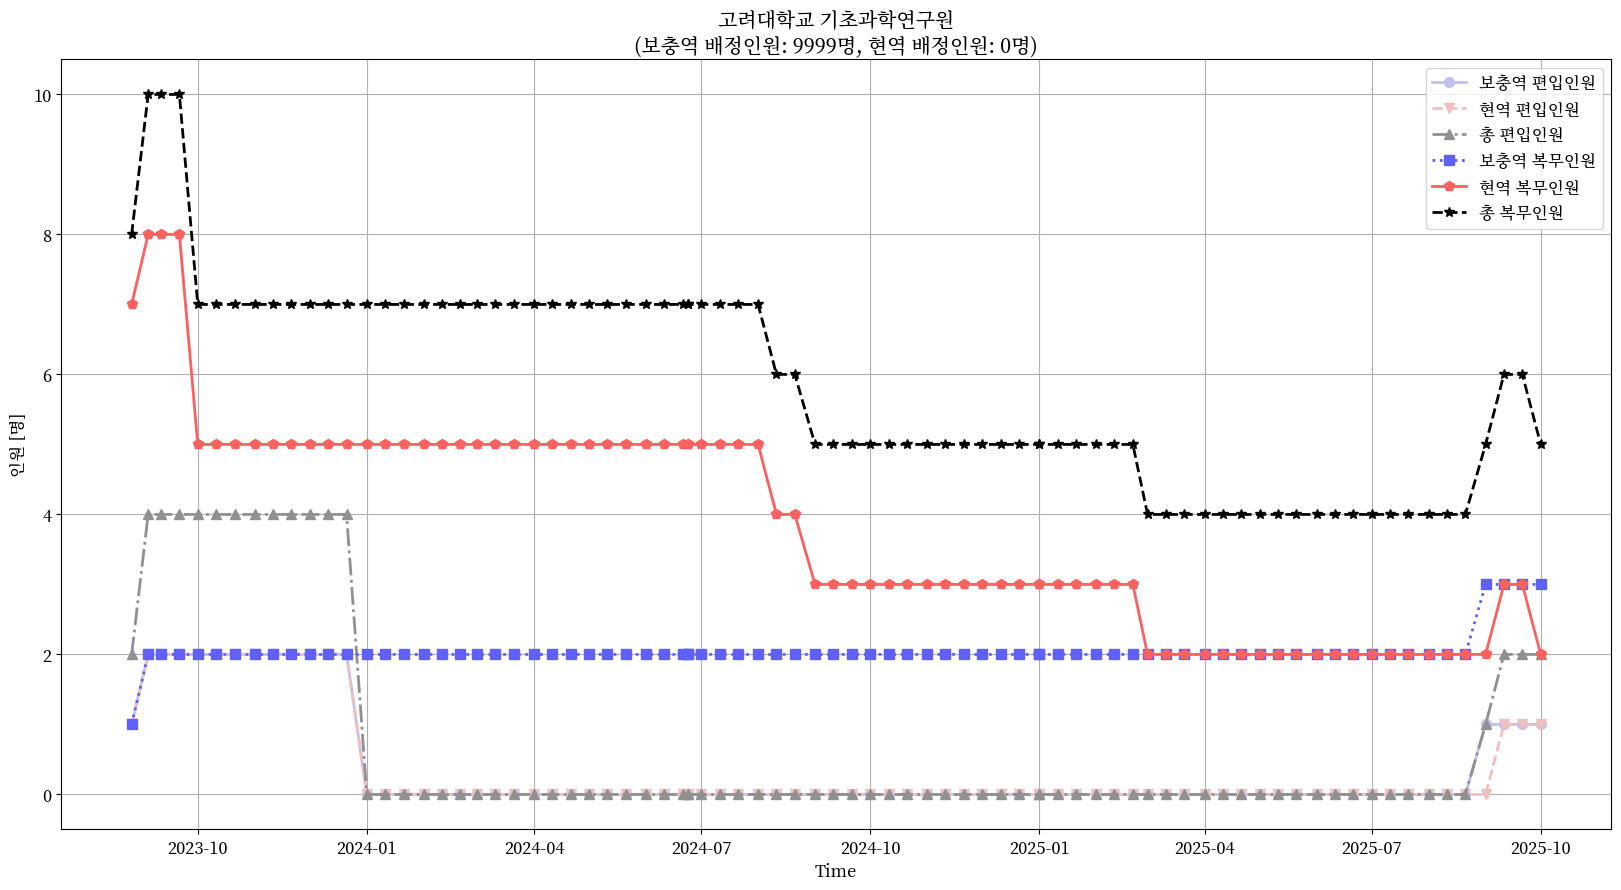 고려대학교 기초과학연구원
(보충역 배정인원: 9999명, 현역 배정인원: 0명)
보충역 편입인원
현역 편입인원
총 편입인원
보충역 복무인원
현역 복무인원
총 복무인원
인원 [명]
10
8
6
4
2
0
2023-10
2024-01
2024-04
2024-07
2024-10
2025-01
2025-04
2025-07
2025-10
Time